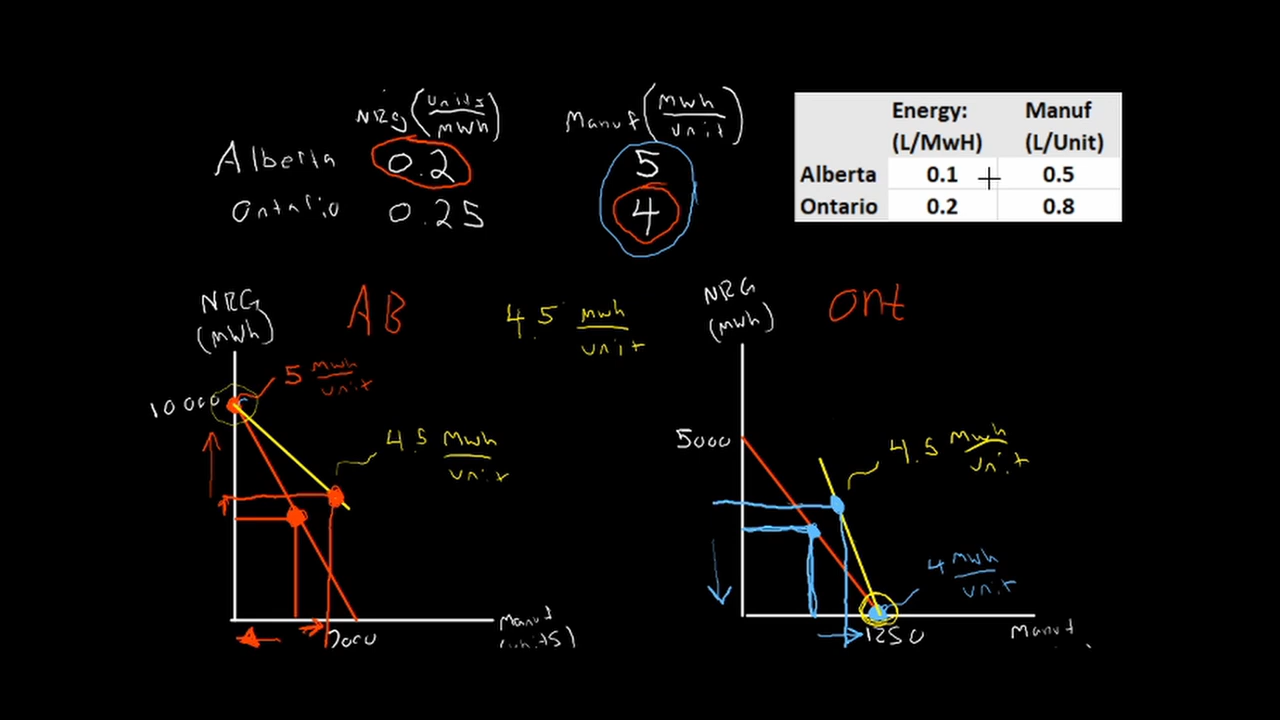 NRG (units/MWh)
Manuf (MWh/Unit)
Alberta 0.2 5
Ontario 0.25 4
Energy: Manuf
(L/MwH) (L/Unit)
Alberta 0.1 0.5
Ontario 0.2 0.8
NRG
(MWh)
AB
4.5 MWh/Unit
NRG
(MWh)
Ont
5 MWh/Unit
10 000
4.5 MWh/Unit
2000
Manuf
(units)
5000
4.5 MWh/Unit
4 MWh/Unit
1250
Manuf